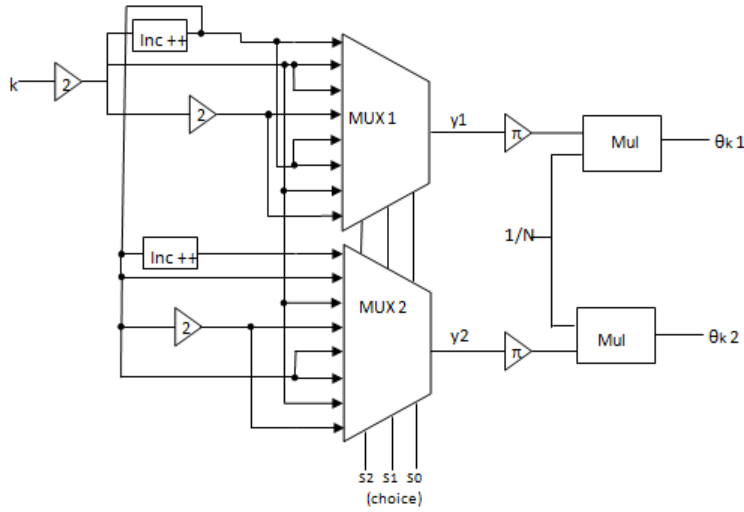 Inc ++
k
2
2
MUX 1
y1
π
Mul
θk 1
1/N
Inc ++
MUX 2
2
y2
π
Mul
θk 2
S2 S1 S0
(choice)